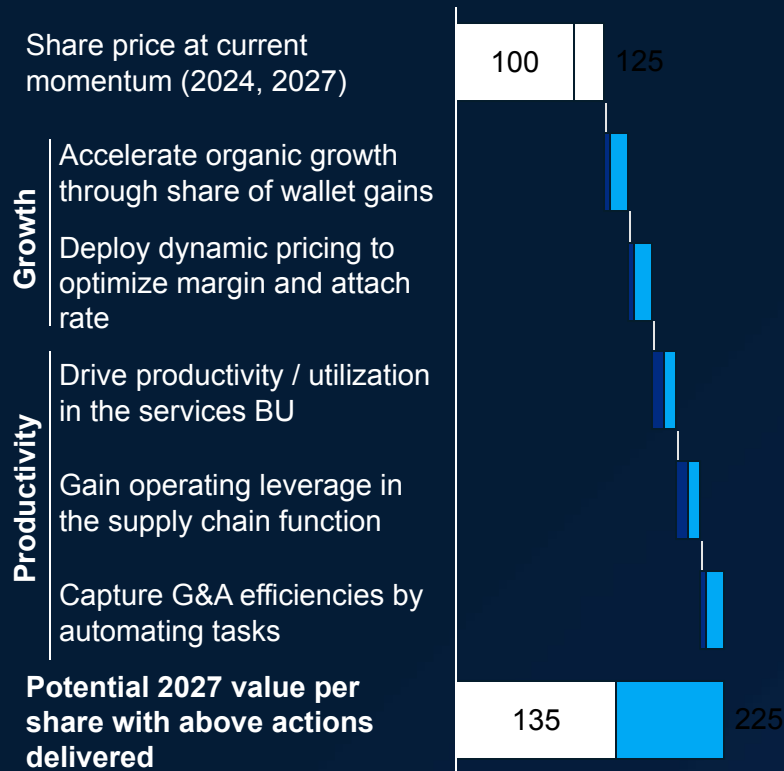 Share price at current
momentum (2024, 2027)
100
125
Growth
Accelerate organic growth
through share of wallet gains
Deploy dynamic pricing to
optimize margin and attach
rate
Productivity
Drive productivity / utilization
in the services BU
Gain operating leverage in
the supply chain function
Capture G&A efficiencies by
automating tasks
Potential 2027 value per
share with above actions
delivered
135
225